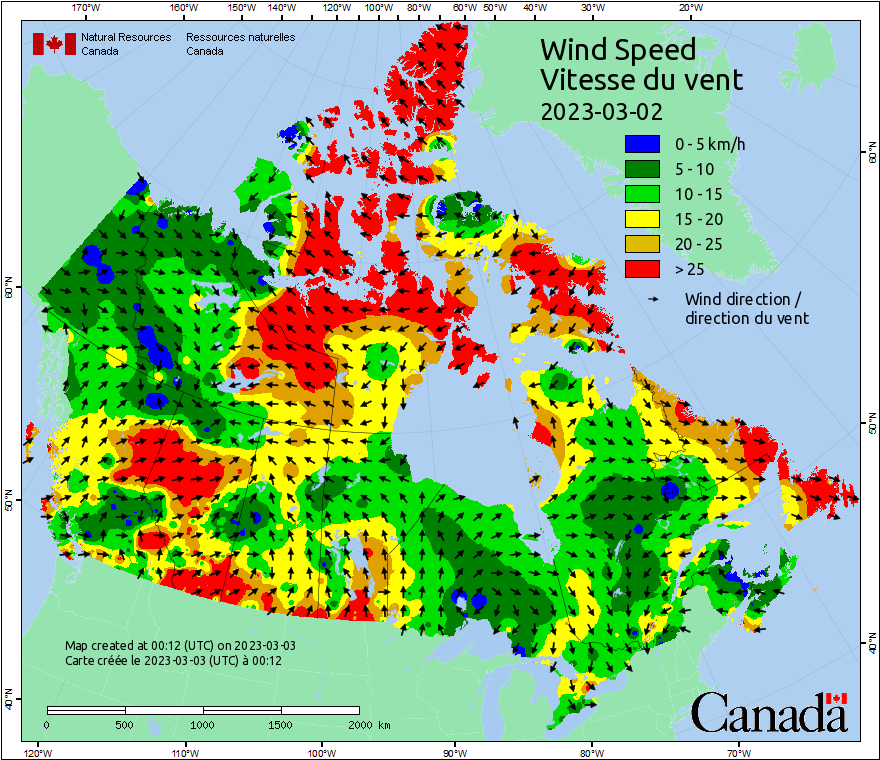 170°W 160°W 150°W 140°W 130°W 120°W 110°W 100°W 90°W 80°W 60°W 50°W 40°W 30°W 20°W
Natural Resources Ressources naturelles
Canada Canada
Wind Speed
Vitesse du vent
2023-03-02
0 - 5 km/h
5 - 10
10 - 15
15 - 20
20 - 25
> 25
Wind direction /
direction du vent
60°N
60°N
50°N
50°N
40°N
40°N
Map created at 00:12 (UTC) on 2023-03-03
Carte créée le 2023-03-03 (UTC) à 00:12
0 500 1000 1500 2000 km
Canada
120°W 110°W 100°W 90°W 80°W 70°W